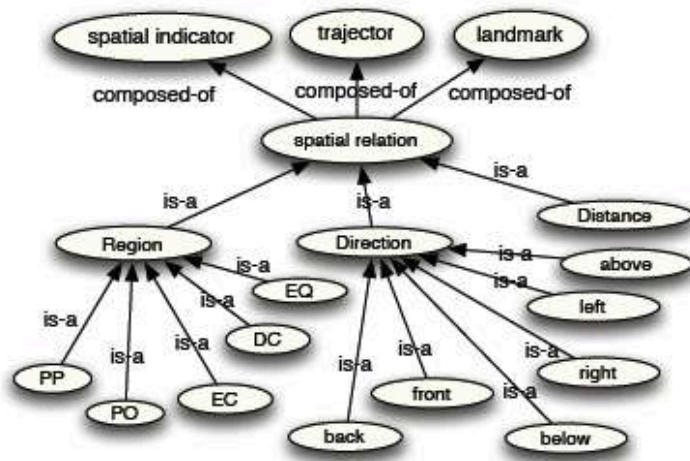 spatial indicator
trajector
landmark
composed-of
composed-of
composed-of
spatial relation
is-a
is-a
is-a
Distance
Region
Direction
is-a
above
is-a
EQ
is-a
left
is-a
is-a
is-a
DC
is-a
is-a
is-a
is-a
right
PP
PO
EC
front
is-a
back
below